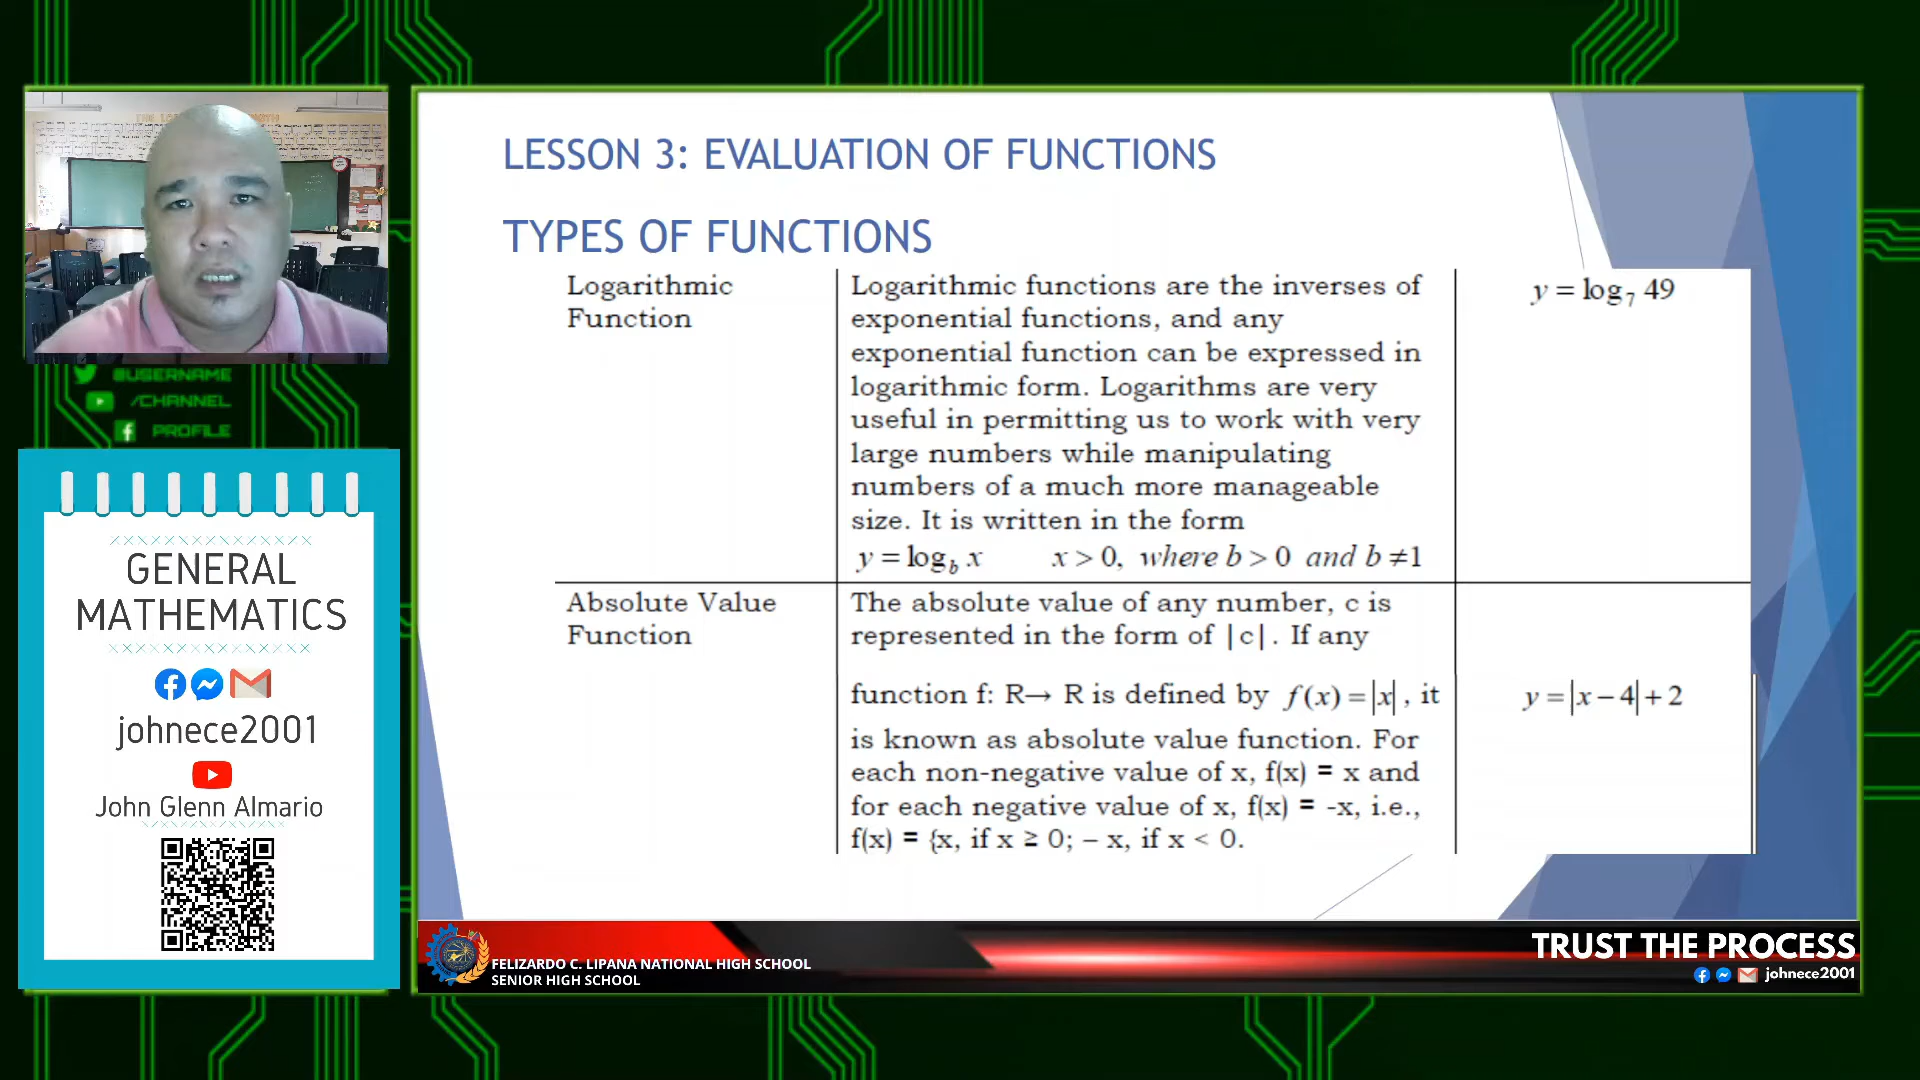 LESSON 3: EVALUATION OF FUNCTIONS
TYPES OF FUNCTIONS
Logarithmic
Function
Logarithmic functions are the inverses of
exponential functions, and any
exponential function can be expressed in
logarithmic form. Logarithms are very
useful in permitting us to work with very
large numbers while manipulating
numbers of a much more manageable
size. It is written in the form
y = log_b x x > 0, where b > 0 and b ≠ 1
y = log₇ 49
Absolute Value
Function
The absolute value of any number, c is
represented in the form of |c|. If any
function f: R→ R is defined by f(x) = |x|, it
is known as absolute value function. For
each non-negative value of x, f(x) = x and
for each negative value of x, f(x) = -x, i.e.,
f(x) = {x, if x ≥ 0; – x, if x < 0.
y = |x − 4| + 2
@USERNAME
/CHANNEL
PROFILE
GENERAL
MATHEMATICS
johnece2001
John Glenn Almario
FELIZARDO C. LIPANA NATIONAL HIGH SCHOOL
SENIOR HIGH SCHOOL
TRUST THE PROCESS
johnece2001